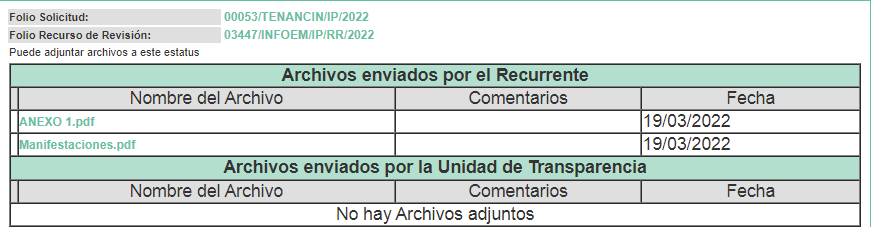 Folio Solicitud: 00053/TENANCIN/IP/2022
Folio Recurso de Revisión: 03447/INFOEM/IP/RR/2022
Puede adjuntar archivos a este estatus
Archivos enviados por el Recurrente
Nombre del Archivo Comentarios Fecha
ANEXO 1.pdf 19/03/2022
Manifestaciones.pdf 19/03/2022
Archivos enviados por la Unidad de Transparencia
Nombre del Archivo Comentarios Fecha
No hay Archivos adjuntos